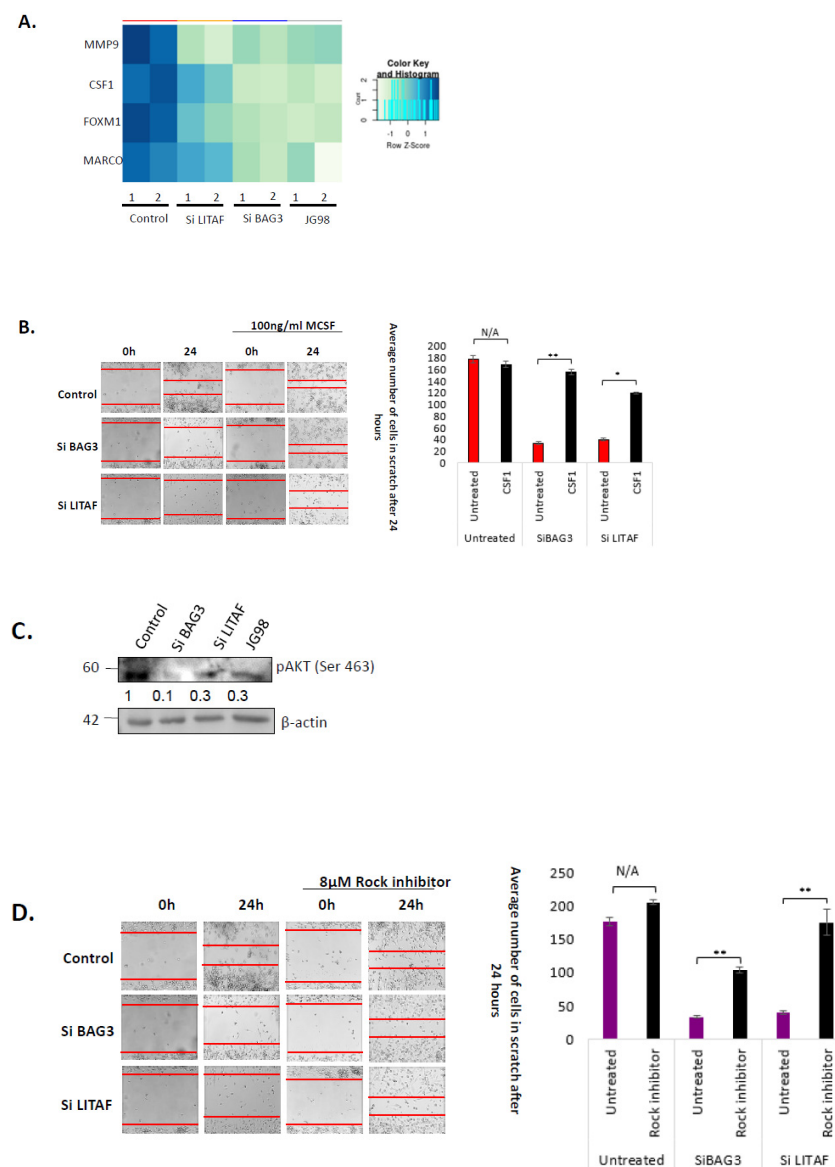 A.
MMP9
CSF1
FOXM1
MARCO
1 2 1 2 1 2 1 2
Control Si LITAF Si BAG3 JG98
Color Key
and Histogram
Count
0 1 2
-1 0 1
Row Z-Score
B.
100ng/ml MCSF
0h 24 0h 24
Control
Si BAG3
Si LITAF
Average number of cells in scratch after 24
hours
200
180
160
140
120
100
80
60
40
20
0
N/A
**
*
Untreated CSF1 Untreated CSF1 Untreated CSF1
Untreated SiBAG3 Si LITAF
C.
Control Si BAG3 Si LITAF JG98
60 pAKT (Ser 463)
1 0.1 0.3 0.3
42 β-actin
D.
8µM Rock inhibitor
0h 24h 0h 24h
Control
Si BAG3
Si LITAF
Average number of cells in scratch after
24 hours
250
200
150
100
50
0
N/A
**
**
Untreated Rock inhibitor Untreated Rock inhibitor Untreated Rock inhibitor
Untreated SiBAG3 Si LITAF